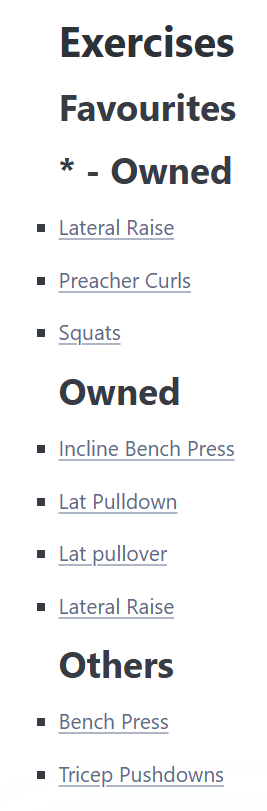 Exercises
Favourites
* - Owned
Lateral Raise
Preacher Curls
Squats
Owned
Incline Bench Press
Lat Pulldown
Lat pullover
Lateral Raise
Others
Bench Press
Tricep Pushdowns